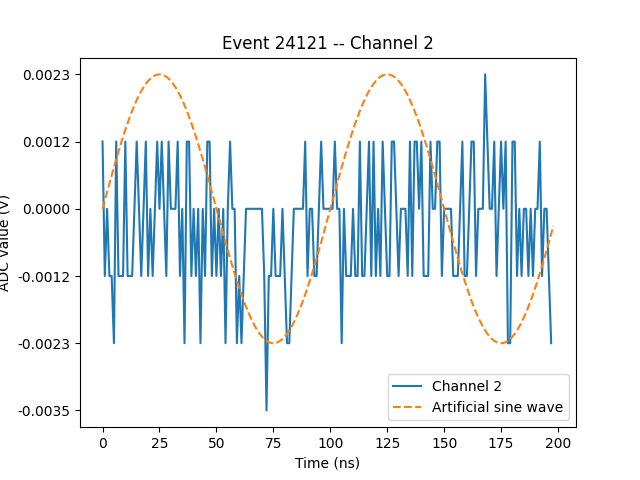 Event 24121 -- Channel 2
0.0023
0.0012
0.0000
-0.0012
-0.0023
-0.0035
ADC Value (V)
0 25 50 75 100 125 150 175 200
Time (ns)
Channel 2
Artificial sine wave